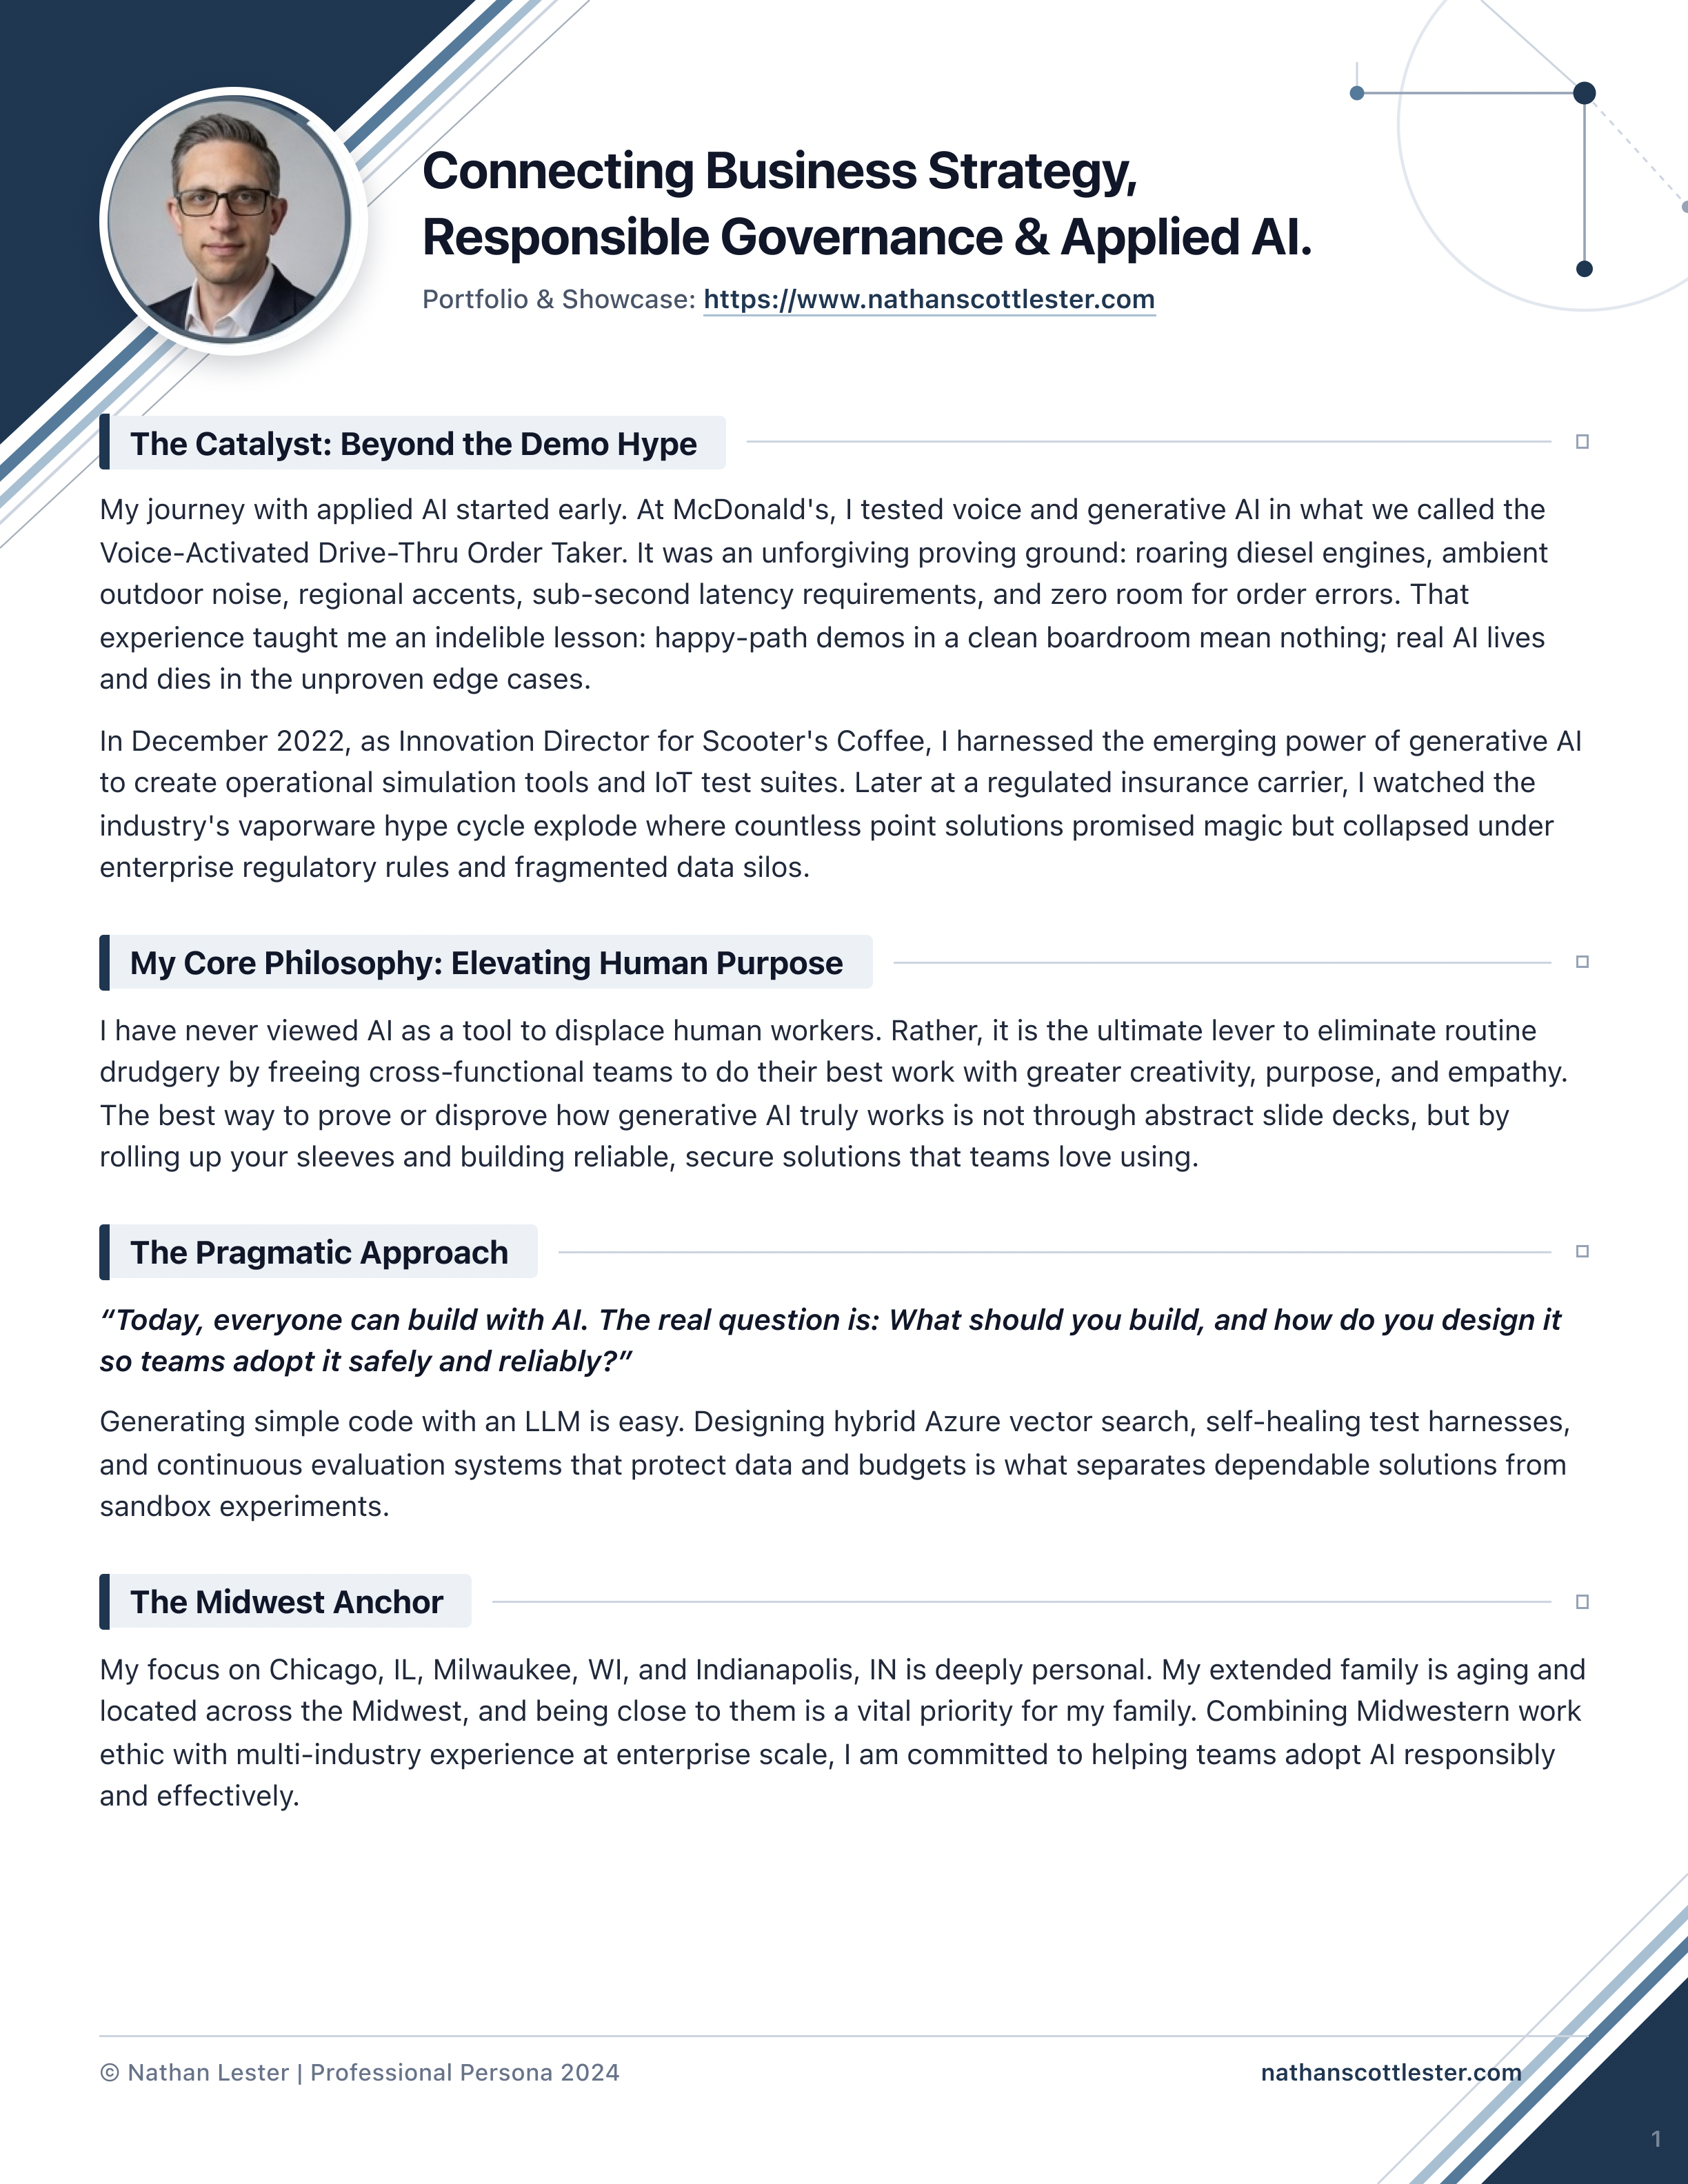 Connecting Business Strategy,
Responsible Governance & Applied AI.
Portfolio & Showcase: https://www.nathanscottlester.com
The Catalyst: Beyond the Demo Hype
My journey with applied AI started early. At McDonald's, I tested voice and generative AI in what we called the
Voice-Activated Drive-Thru Order Taker. It was an unforgiving proving ground: roaring diesel engines, ambient
outdoor noise, regional accents, sub-second latency requirements, and zero room for order errors. That
experience taught me an indelible lesson: happy-path demos in a clean boardroom mean nothing; real AI lives
and dies in the unproven edge cases.
In December 2022, as Innovation Director for Scooter's Coffee, I harnessed the emerging power of generative AI
to create operational simulation tools and IoT test suites. Later at a regulated insurance carrier, I watched the
industry's vaporware hype cycle explode where countless point solutions promised magic but collapsed under
enterprise regulatory rules and fragmented data silos.
My Core Philosophy: Elevating Human Purpose
I have never viewed AI as a tool to displace human workers. Rather, it is the ultimate lever to eliminate routine
drudgery by freeing cross-functional teams to do their best work with greater creativity, purpose, and empathy.
The best way to prove or disprove how generative AI truly works is not through abstract slide decks, but by
rolling up your sleeves and building reliable, secure solutions that teams love using.
The Pragmatic Approach
“Today, everyone can build with AI. The real question is: What should you build, and how do you design it
so teams adopt it safely and reliably?”
Generating simple code with an LLM is easy. Designing hybrid Azure vector search, self-healing test harnesses,
and continuous evaluation systems that protect data and budgets is what separates dependable solutions from
sandbox experiments.
The Midwest Anchor
My focus on Chicago, IL, Milwaukee, WI, and Indianapolis, IN is deeply personal. My extended family is aging and
located across the Midwest, and being close to them is a vital priority for my family. Combining Midwestern work
ethic with multi-industry experience at enterprise scale, I am committed to helping teams adopt AI responsibly
and effectively.
© Nathan Lester | Professional Persona 2024
nathanscottlester.com
1